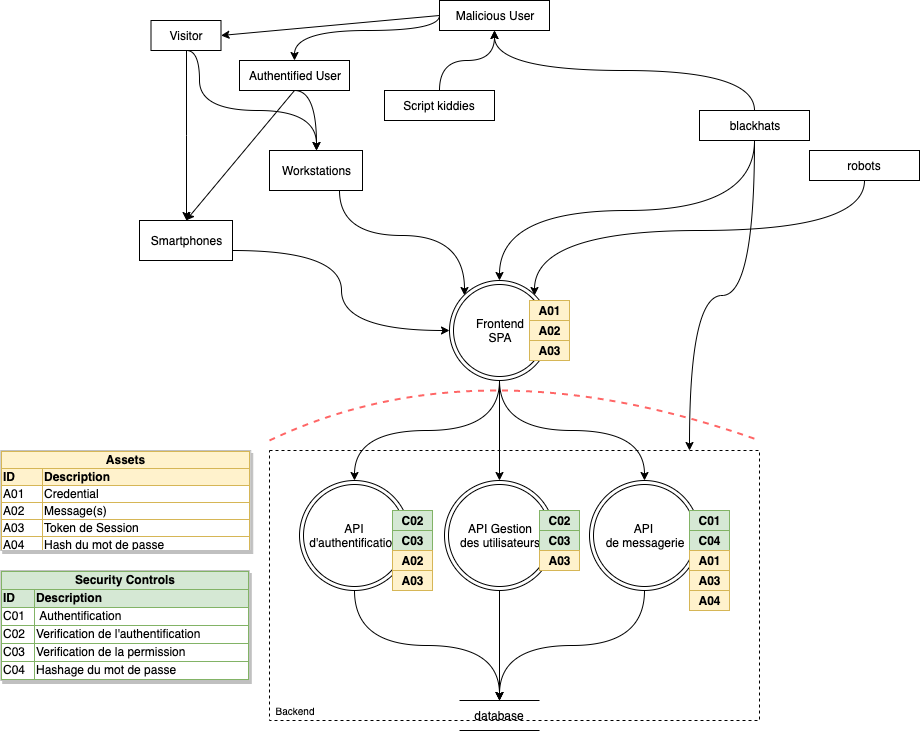 Malicious User
Visitor
Authentified User
Script kiddies
blackhats
robots
Workstations
Smartphones
Frontend
SPA
A01
A02
A03
Assets
ID Description
A01 Credential
A02 Message(s)
A03 Token de Session
A04 Hash du mot de passe
Security Controls
ID Description
C01 Authentification
C02 Verification de l'authentification
C03 Verification de la permission
C04 Hashage du mot de passe
API
d'authentificatio
C02
C03
A02
A03
API Gestion
des utilisateurs
C02
C03
A03
API
de messagerie
C01
C04
A01
A03
A04
Backend
database